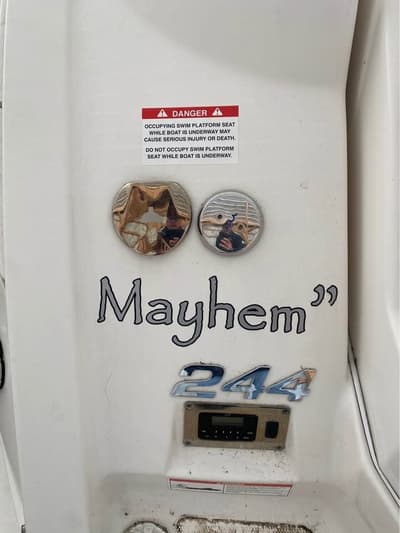 DANGER
OCCUPYING SWIM PLATFORM SEAT
WHILE BOAT IS UNDERWAY MAY
CAUSE SERIOUS INJURY OR DEATH.
DO NOT OCCUPY SWIM PLATFORM
SEAT WHILE BOAT IS UNDERWAY.
Mayhem”
244